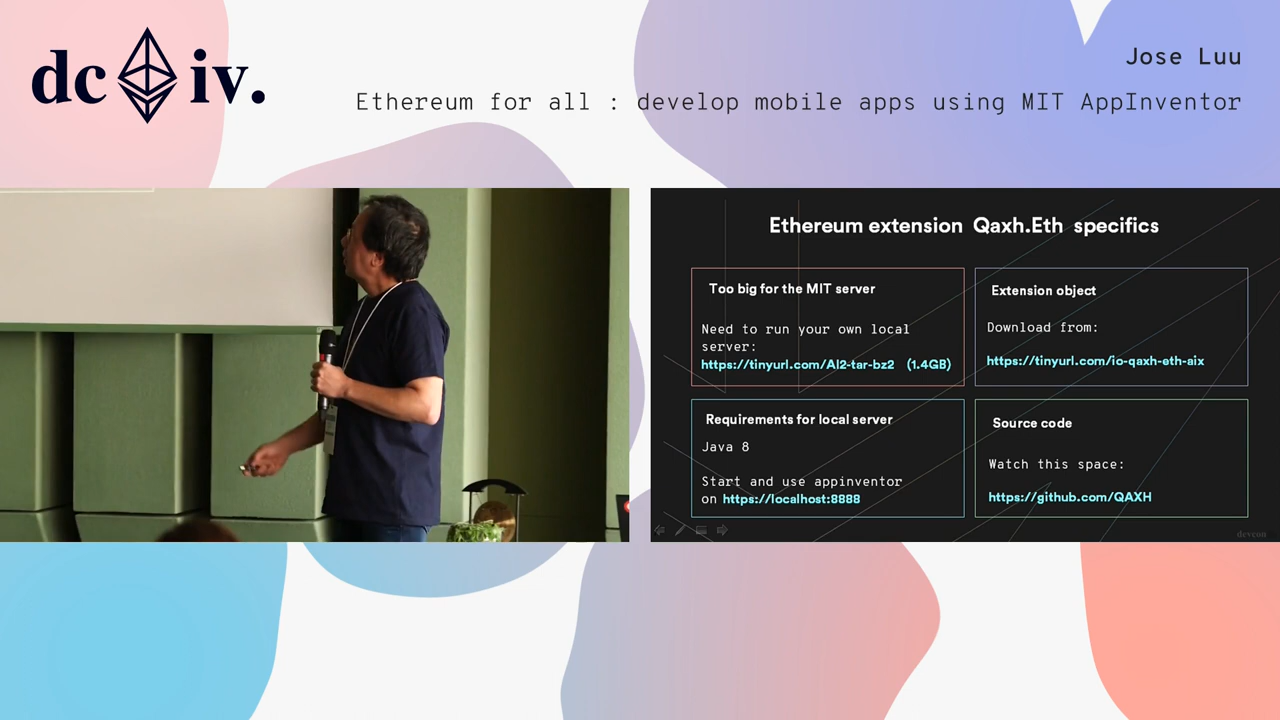 dc iv.
Jose Luu
Ethereum for all : develop mobile apps using MIT AppInventor
Ethereum extension Qaxh.Eth specifics
Too big for the MIT server
Need to run your own local
server:
https://tinyurl.com/AI2-tar-bz2 (1.4GB)
Extension object
Download from:
https://tinyurl.com/io-qaxh-eth-aix
Requirements for local server
Java 8
Start and use appinventor
on https://localhost:8888
Source code
Watch this space:
https://github.com/QAXH
devcon